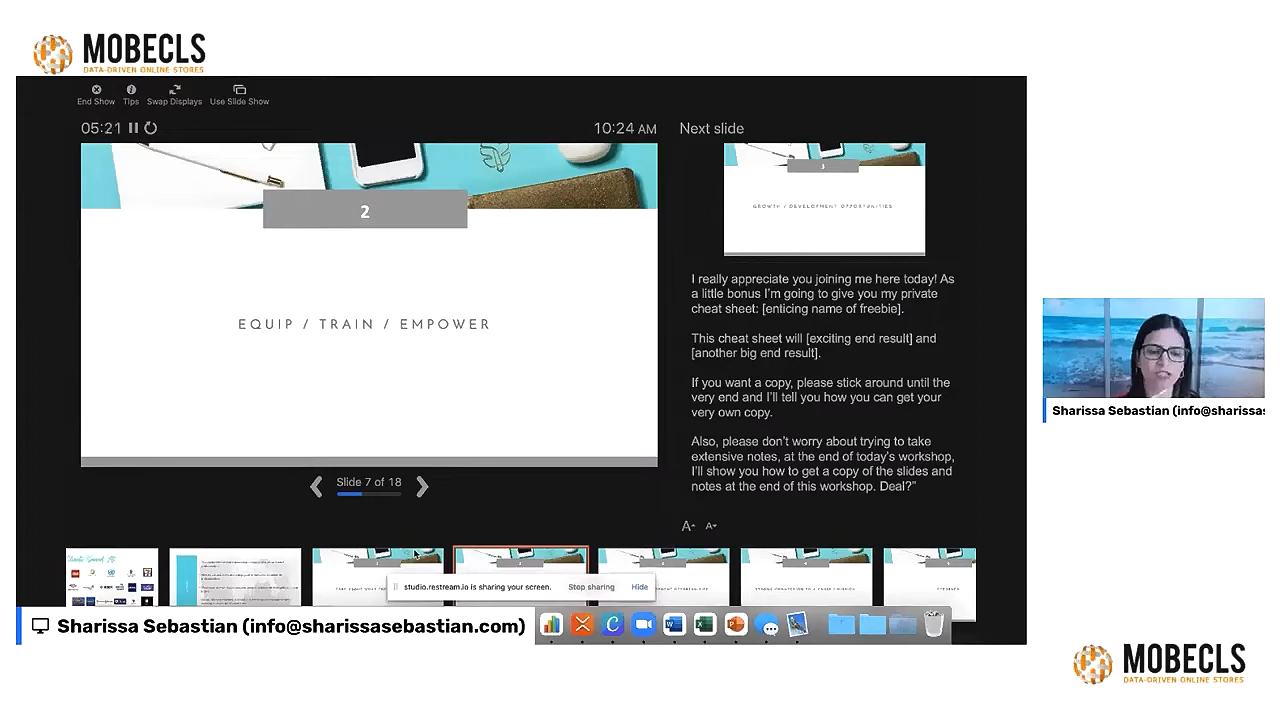 MOBECLS
DATA-DRIVEN ONLINE STORES
End Show Tips Swap Displays Use Slide Show
05:21
10:24 AM
Next slide
2
EQUIP / TRAIN / EMPOWER
3
GROWTH / DEVELOPMENT OPPORTUNITIES
I really appreciate you joining me here today! As
a little bonus I'm going to give you my private
cheat sheet: [enticing name of freebie].
This cheat sheet will [exciting end result] and
[another big end result].
If you want a copy, please stick around until the
very end and I'll tell you how you can get your
very own copy.
Also, please don't worry about trying to take
extensive notes, at the end of today's workshop,
I'll show you how to get a copy of the slides and
notes at the end of this workshop. Deal?"
Slide 7 of 18
A A
studio.restream.io is sharing your screen. Stop sharing Hide
Sharissa Sebastian (info@sharissasebastian.com)
Sharissa Sebastian (info@sharissas
MOBECLS
DATA-DRIVEN ONLINE STORES